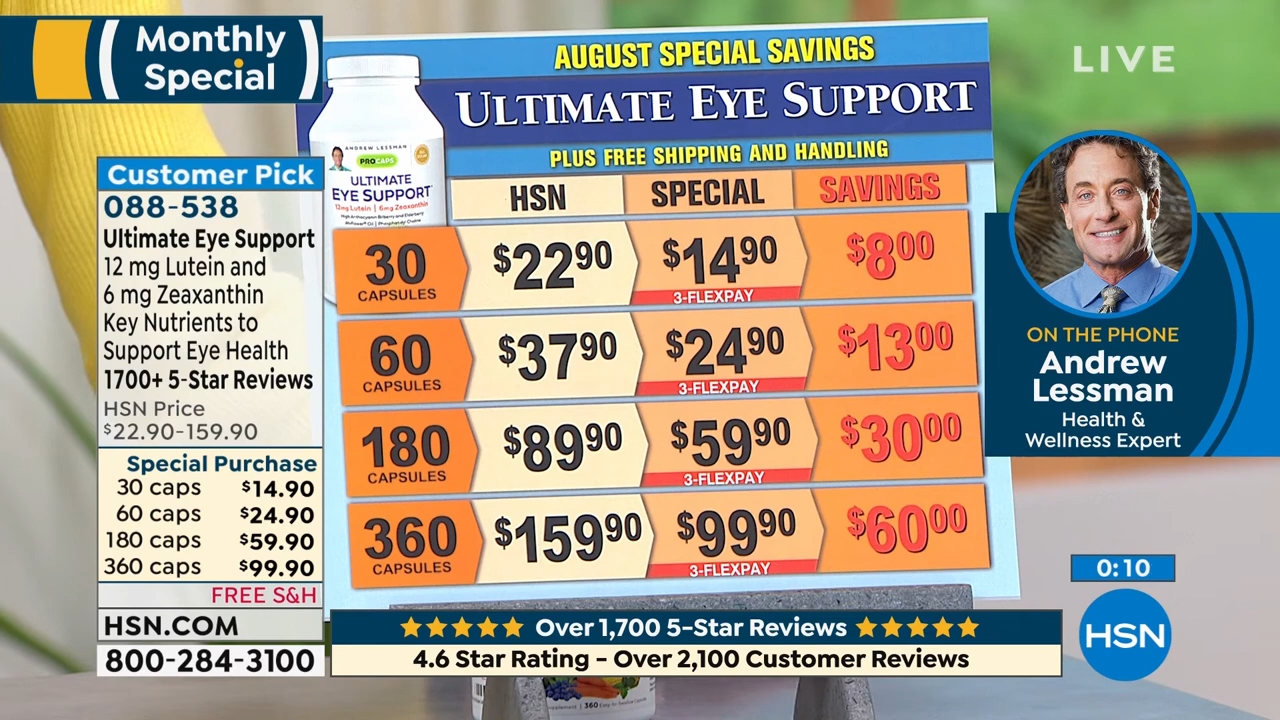 Monthly
Special
Customer Pick
088-538
Ultimate Eye Support
12 mg Lutein and
6 mg Zeaxanthin
Key Nutrients to
Support Eye Health
1700+ 5-Star Reviews
HSN Price
$22.90-159.90
Special Purchase
30 caps $14.90
60 caps $24.90
180 caps $59.90
360 caps $99.90
FREE S&H
HSN.COM
800-284-3100
AUGUST SPECIAL SAVINGS
ULTIMATE EYE SUPPORT
PLUS FREE SHIPPING AND HANDLING
HSN SPECIAL SAVINGS
30 CAPSULES $22.90 $14.90 3-FLEXPAY $8.00
60 CAPSULES $37.90 $24.90 3-FLEXPAY $13.00
180 CAPSULES $89.90 $59.90 3-FLEXPAY $30.00
360 CAPSULES $159.90 $99.90 3-FLEXPAY $60.00
ANDREW LESSMAN
PROCAPS
ULTIMATE
EYE SUPPORT
12mg Lutein | 6mg Zeaxanthin
LIVE
ON THE PHONE
Andrew
Lessman
Health &
Wellness Expert
0:10
HSN
★★★★★ Over 1,700 5-Star Reviews ★★★★★
4.6 Star Rating – Over 2,100 Customer Reviews
360